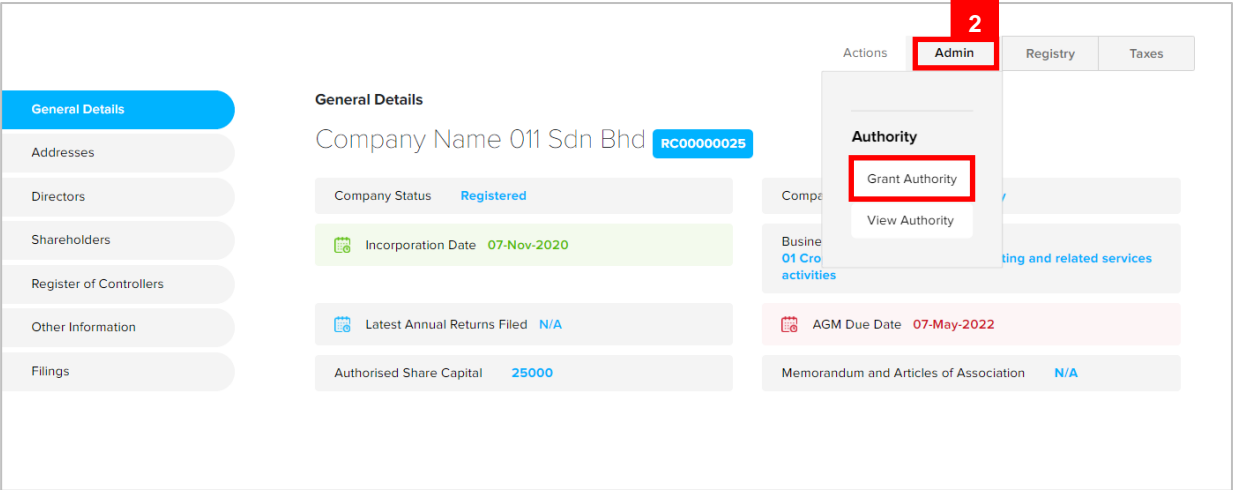 2
Actions
Admin
Registry
Taxes
General Details
Addresses
Directors
Shareholders
Register of Controllers
Other Information
Filings
General Details
Company Name 011 Sdn Bhd RC00000025
Authority
Grant Authority
View Authority
Company Status Registered
Incorporation Date 07-Nov-2020
01
ting and related services
activities
Latest Annual Returns Filed N/A
AGM Due Date 07-May-2022
Authorised Share Capital 25000
Memorandum and Articles of Association N/A